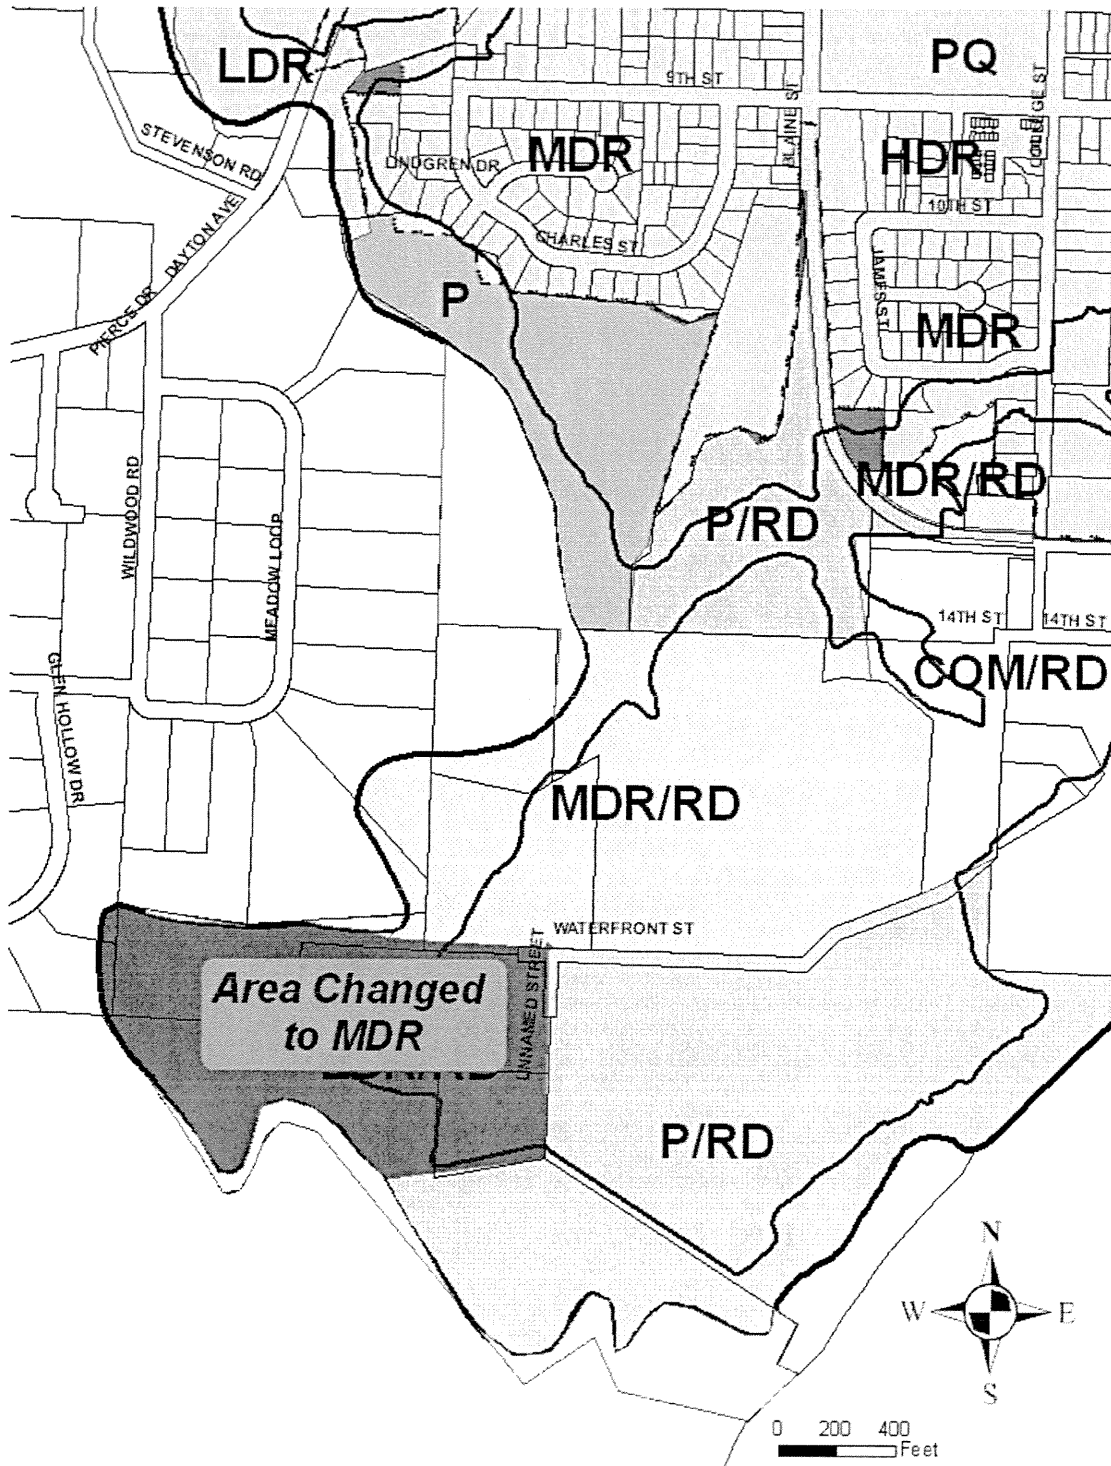 LDR
PQ
9TH ST
BLAINE ST
STEVENSON RD
LINDGREN DR
MDR
HDR
10TH ST
CHARLES ST
DAYTON AVE
PIERCE DR
P
JAMES ST
MDR
WILDWOOD RD
MEADOW LOOP
MDR/RD
P/RD
14TH ST
14TH ST
COM/RD
GLEN HOLLOW DR
MDR/RD
WATERFRONT ST
UNNAMED STREET
Area Changed
to MDR
P/RD
N
W
E
S
0 200 400
Feet